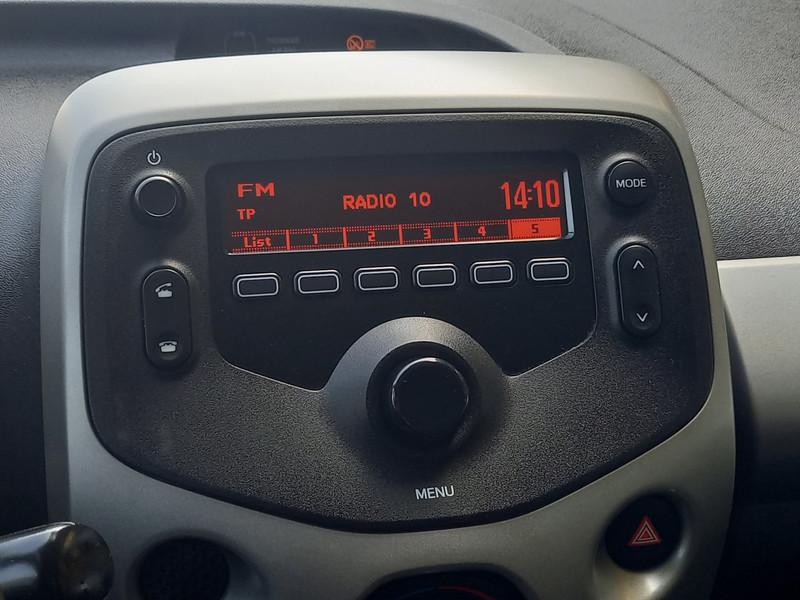 FM RADIO 10 14:10
TP
List 1 2 3 4 5
MODE
MENU